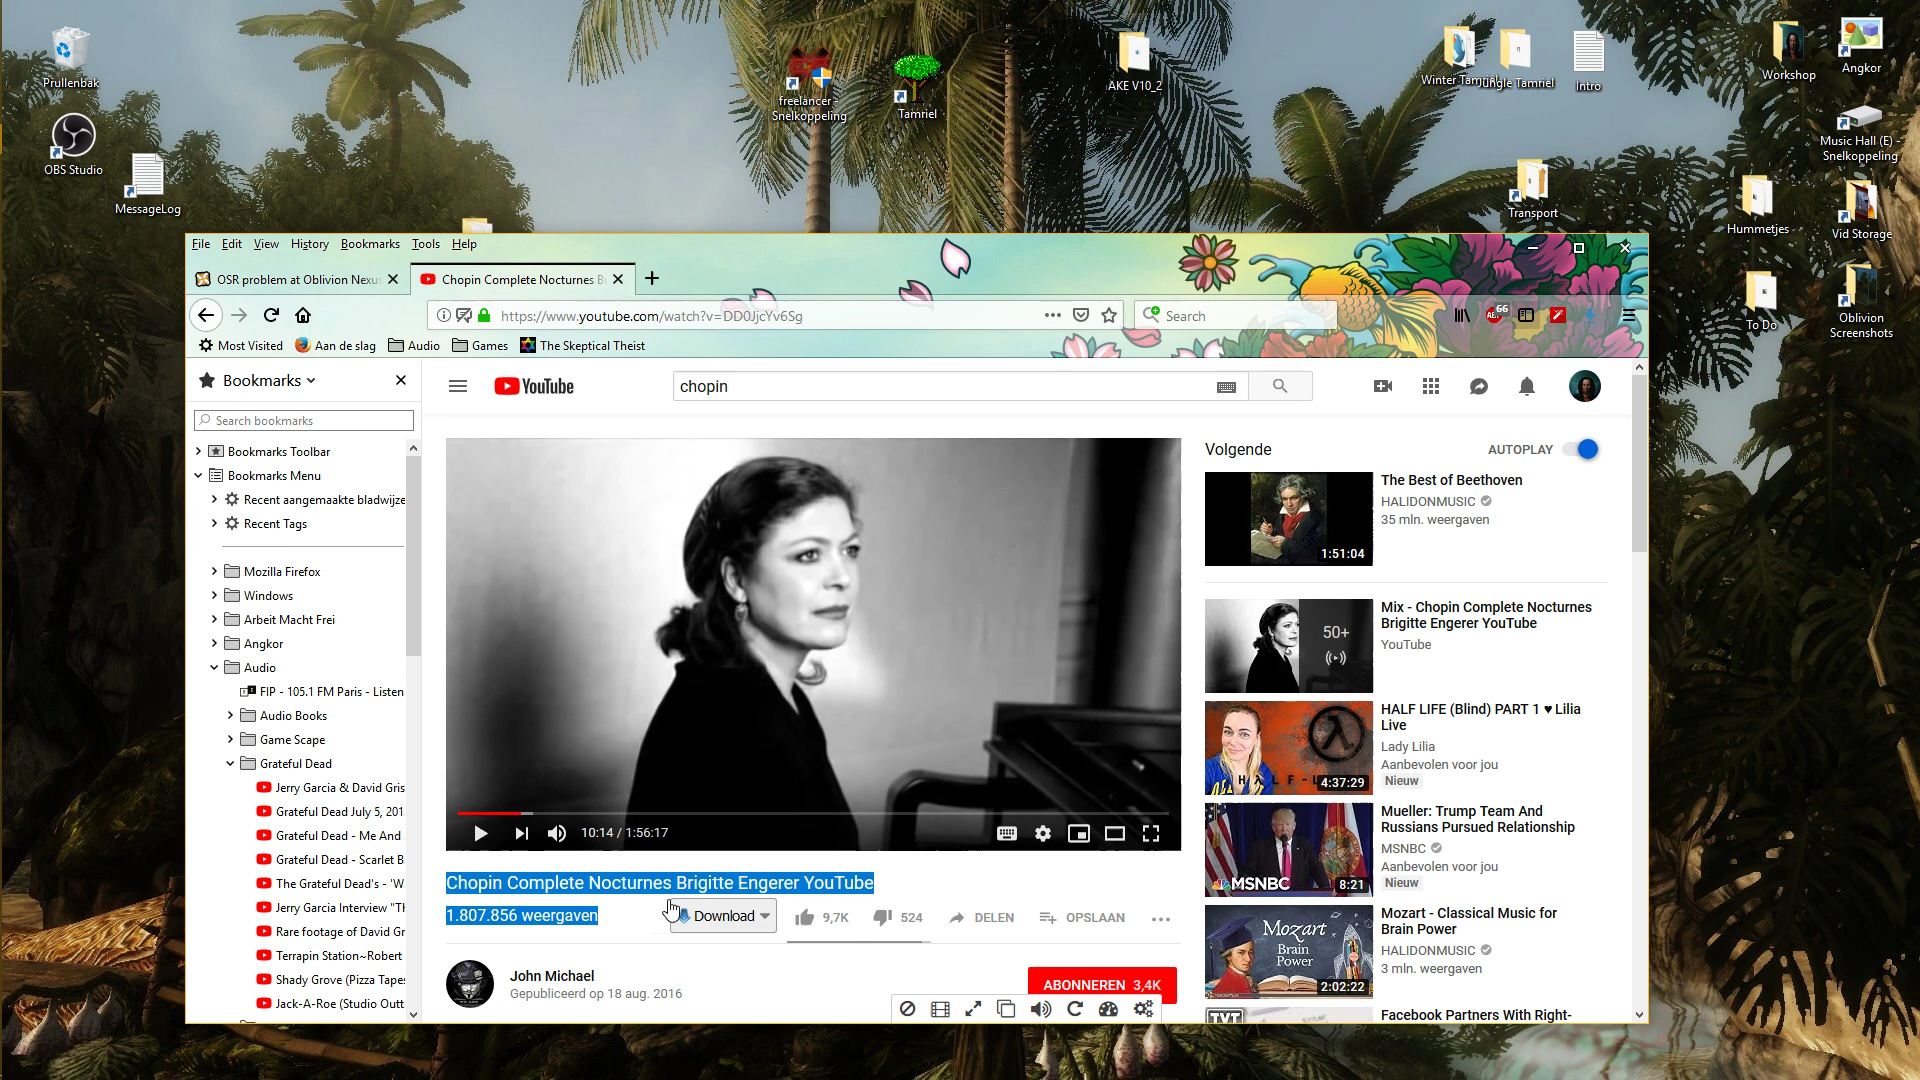 Prullenbak
OBS Studio
MessageLog
freelancer -
Snelkoppeling
Tamriel
AKE V10_2
Winter Tamriel
Jungle Tamriel
Intro
Workshop
Angkor
Music Hall (E) -
Snelkoppeling
Transport
Hummetjes
Vid Storage
To Do
Oblivion
Screenshots
File Edit View History Bookmarks Tools Help
OSR problem at Oblivion Nexus
Chopin Complete Nocturnes B
https://www.youtube.com/watch?v=DD0JjcYv6Sg
Search
66
Most Visited Aan de slag Audio Games The Skeptical Theist
Bookmarks
Search bookmarks
Bookmarks Toolbar
Bookmarks Menu
Recent aangemaakte bladwijze
Recent Tags
Mozilla Firefox
Windows
Arbeit Macht Frei
Angkor
Audio
FIP - 105.1 FM Paris - Listen
Audio Books
Game Scape
Grateful Dead
Jerry Garcia & David Gris
Grateful Dead July 5, 201
Grateful Dead - Me And
Grateful Dead - Scarlet B
The Grateful Dead's - 'W
Jerry Garcia Interview "Th
Rare footage of David Gr
Terrapin Station~Robert
Shady Grove (Pizza Tapes
Jack-A-Roe (Studio Outt
YouTube
chopin
10:14 / 1:56:17
Chopin Complete Nocturnes Brigitte Engerer YouTube
1.807.856 weergaven
Download
9,7K
524
DELEN
OPSLAAN
John Michael
Gepubliceerd op 18 aug. 2016
ABONNEREN 3,4K
Volgende
AUTOPLAY
1:51:04
The Best of Beethoven
HALIDONMUSIC
35 mln. weergaven
50+
Mix - Chopin Complete Nocturnes
Brigitte Engerer YouTube
YouTube
4:37:29
HALF LIFE (Blind) PART 1 ♥ Lilia
Live
Lady Lilia
Aanbevolen voor jou
Nieuw
MSNBC
8:21
Mueller: Trump Team And
Russians Pursued Relationship
MSNBC
Aanbevolen voor jou
Nieuw
Mozart
Brain
Power
2:02:22
Mozart - Classical Music for
Brain Power
HALIDONMUSIC
3 mln. weergaven
TYT
Facebook Partners With Right-